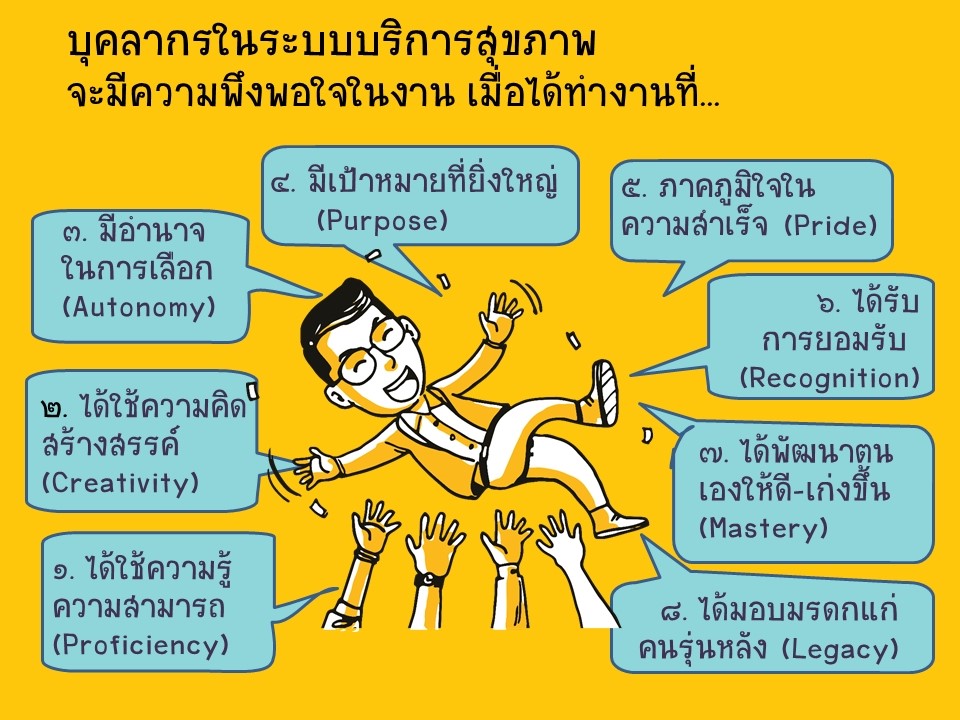 บุคลากรในระบบบริการสุขภาพ
จะมีความพึงพอใจในงาน เมื่อได้ทำงานที่...
๑. ได้ใช้ความรู้
ความสามารถ
(Proficiency)
๒. ได้ใช้ความคิด
สร้างสรรค์
(Creativity)
๓. มีอำนาจ
ในการเลือก
(Autonomy)
๔. มีเป้าหมายที่ยิ่งใหญ่
(Purpose)
๕. ภาคภูมิใจใน
ความสำเร็จ (Pride)
๖. ได้รับ
การยอมรับ
(Recognition)
๗. ได้พัฒนาตน
เองให้ดี-เก่งขึ้น
(Mastery)
๘. ได้มอบมรดกแก่
คนรุ่นหลัง (Legacy)